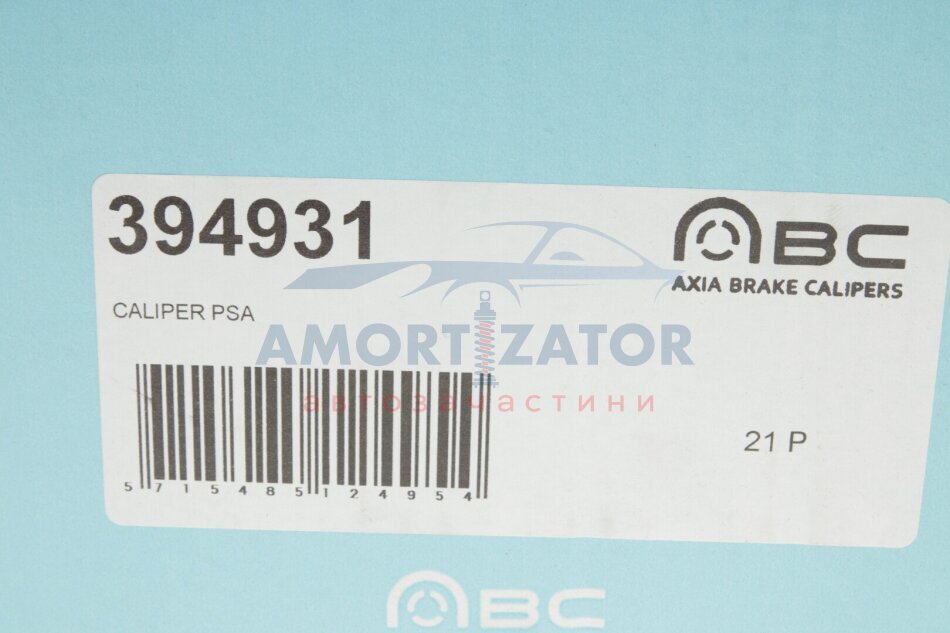 394931
ABC
AXIA BRAKE CALIPERS
CALIPER PSA
AMORTIZATOR
автозапчастини
5 715485 124954
21 P
ABC